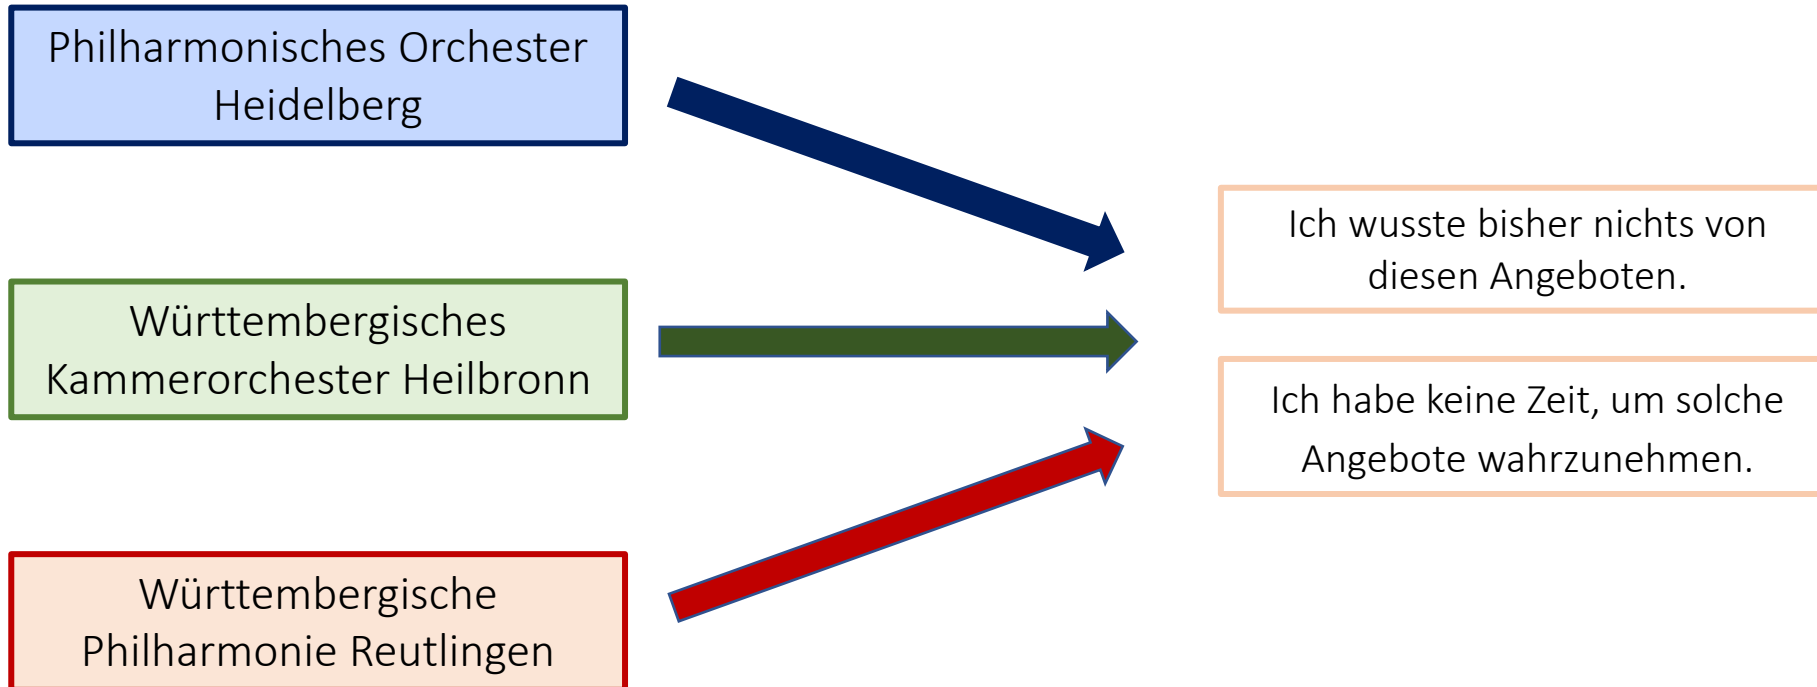 Philharmonisches Orchester
Heidelberg
Württembergisches
Kammerorchester Heilbronn
Württembergische
Philharmonie Reutlingen
Ich wusste bisher nichts von
diesen Angeboten.
Ich habe keine Zeit, um solche
Angebote wahrzunehmen.